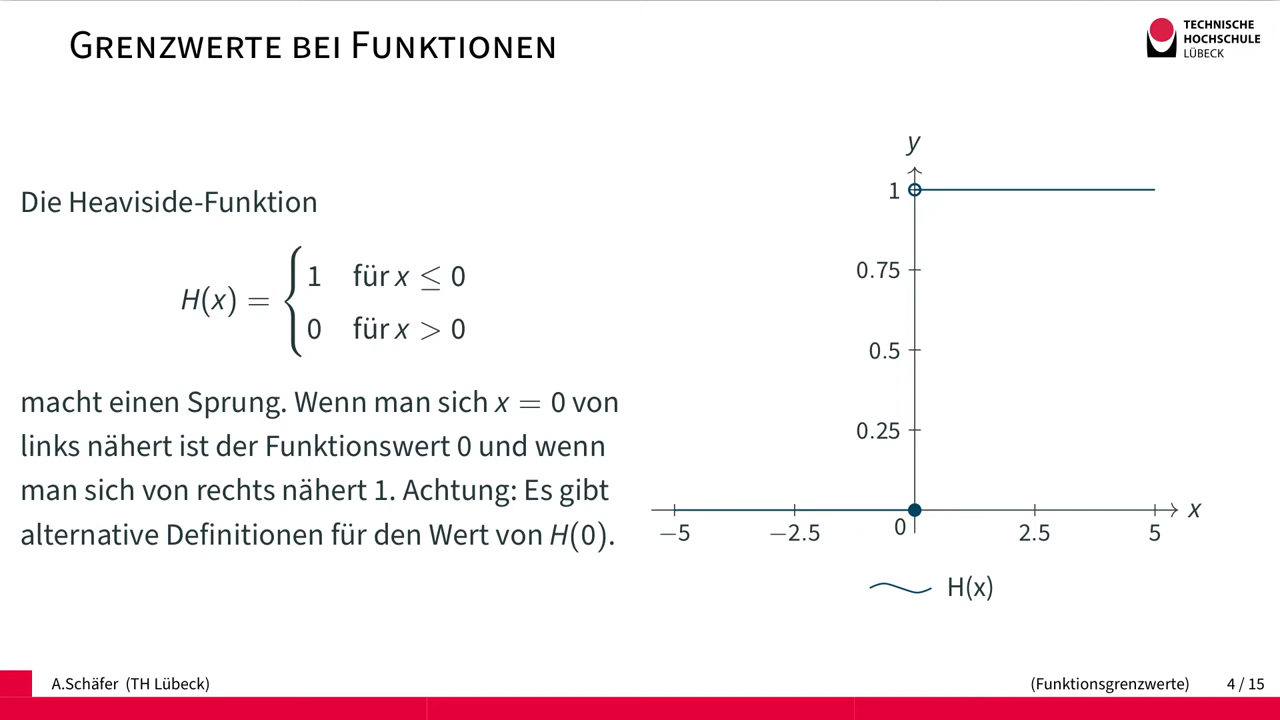 GRENZWERTE BEI FUNKTIONEN
TECHNISCHE
HOCHSCHULE
LÜBECK
Die Heaviside-Funktion
H(x) = { 1 für x ≤ 0
0 für x > 0
macht einen Sprung. Wenn man sich x = 0 von
links nähert ist der Funktionswert 0 und wenn
man sich von rechts nähert 1. Achtung: Es gibt
alternative Definitionen für den Wert von H(0).
y
1
0.75
0.5
0.25
x
−5 −2.5 0 2.5 5
H(x)
A.Schäfer (TH Lübeck) (Funktionsgrenzwerte) 4 / 15